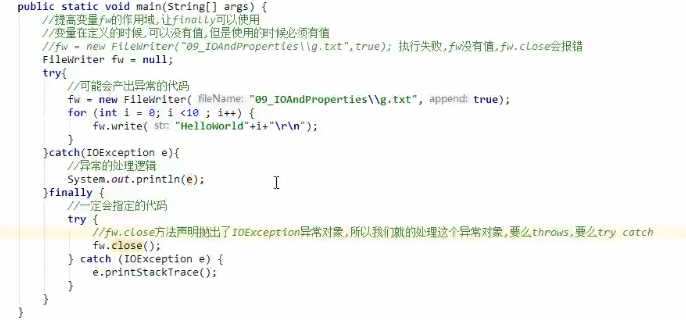 public static void main(String[] args) {
//提高变量fw的作用域,让finally可以使用
//变量在定义的时候,可以没有值,但是使用的时候必须有值
//fw = new FileWriter("09_IOAndProperties\\g.txt",true); 执行失败,fw没有值,fw.close会报错
FileWriter fw = null;
try{
//可能会产出异常的代码
fw = new FileWriter( fileName: "09_IOAndProperties\\g.txt", append: true);
for (int i = 0; i <10 ; i++) {
fw.write( str: "HelloWorld"+i+"\r\n");
}
}catch(IOException e){
//异常的处理逻辑
System.out.println(e);
}finally {
//一定会指定的代码
try {
//fw.close方法声明抛出了IOException异常对象,所以我们就的处理这个异常对象,要么throws,要么try catch
fw.close();
} catch (IOException e) {
e.printStackTrace();
}
}
}